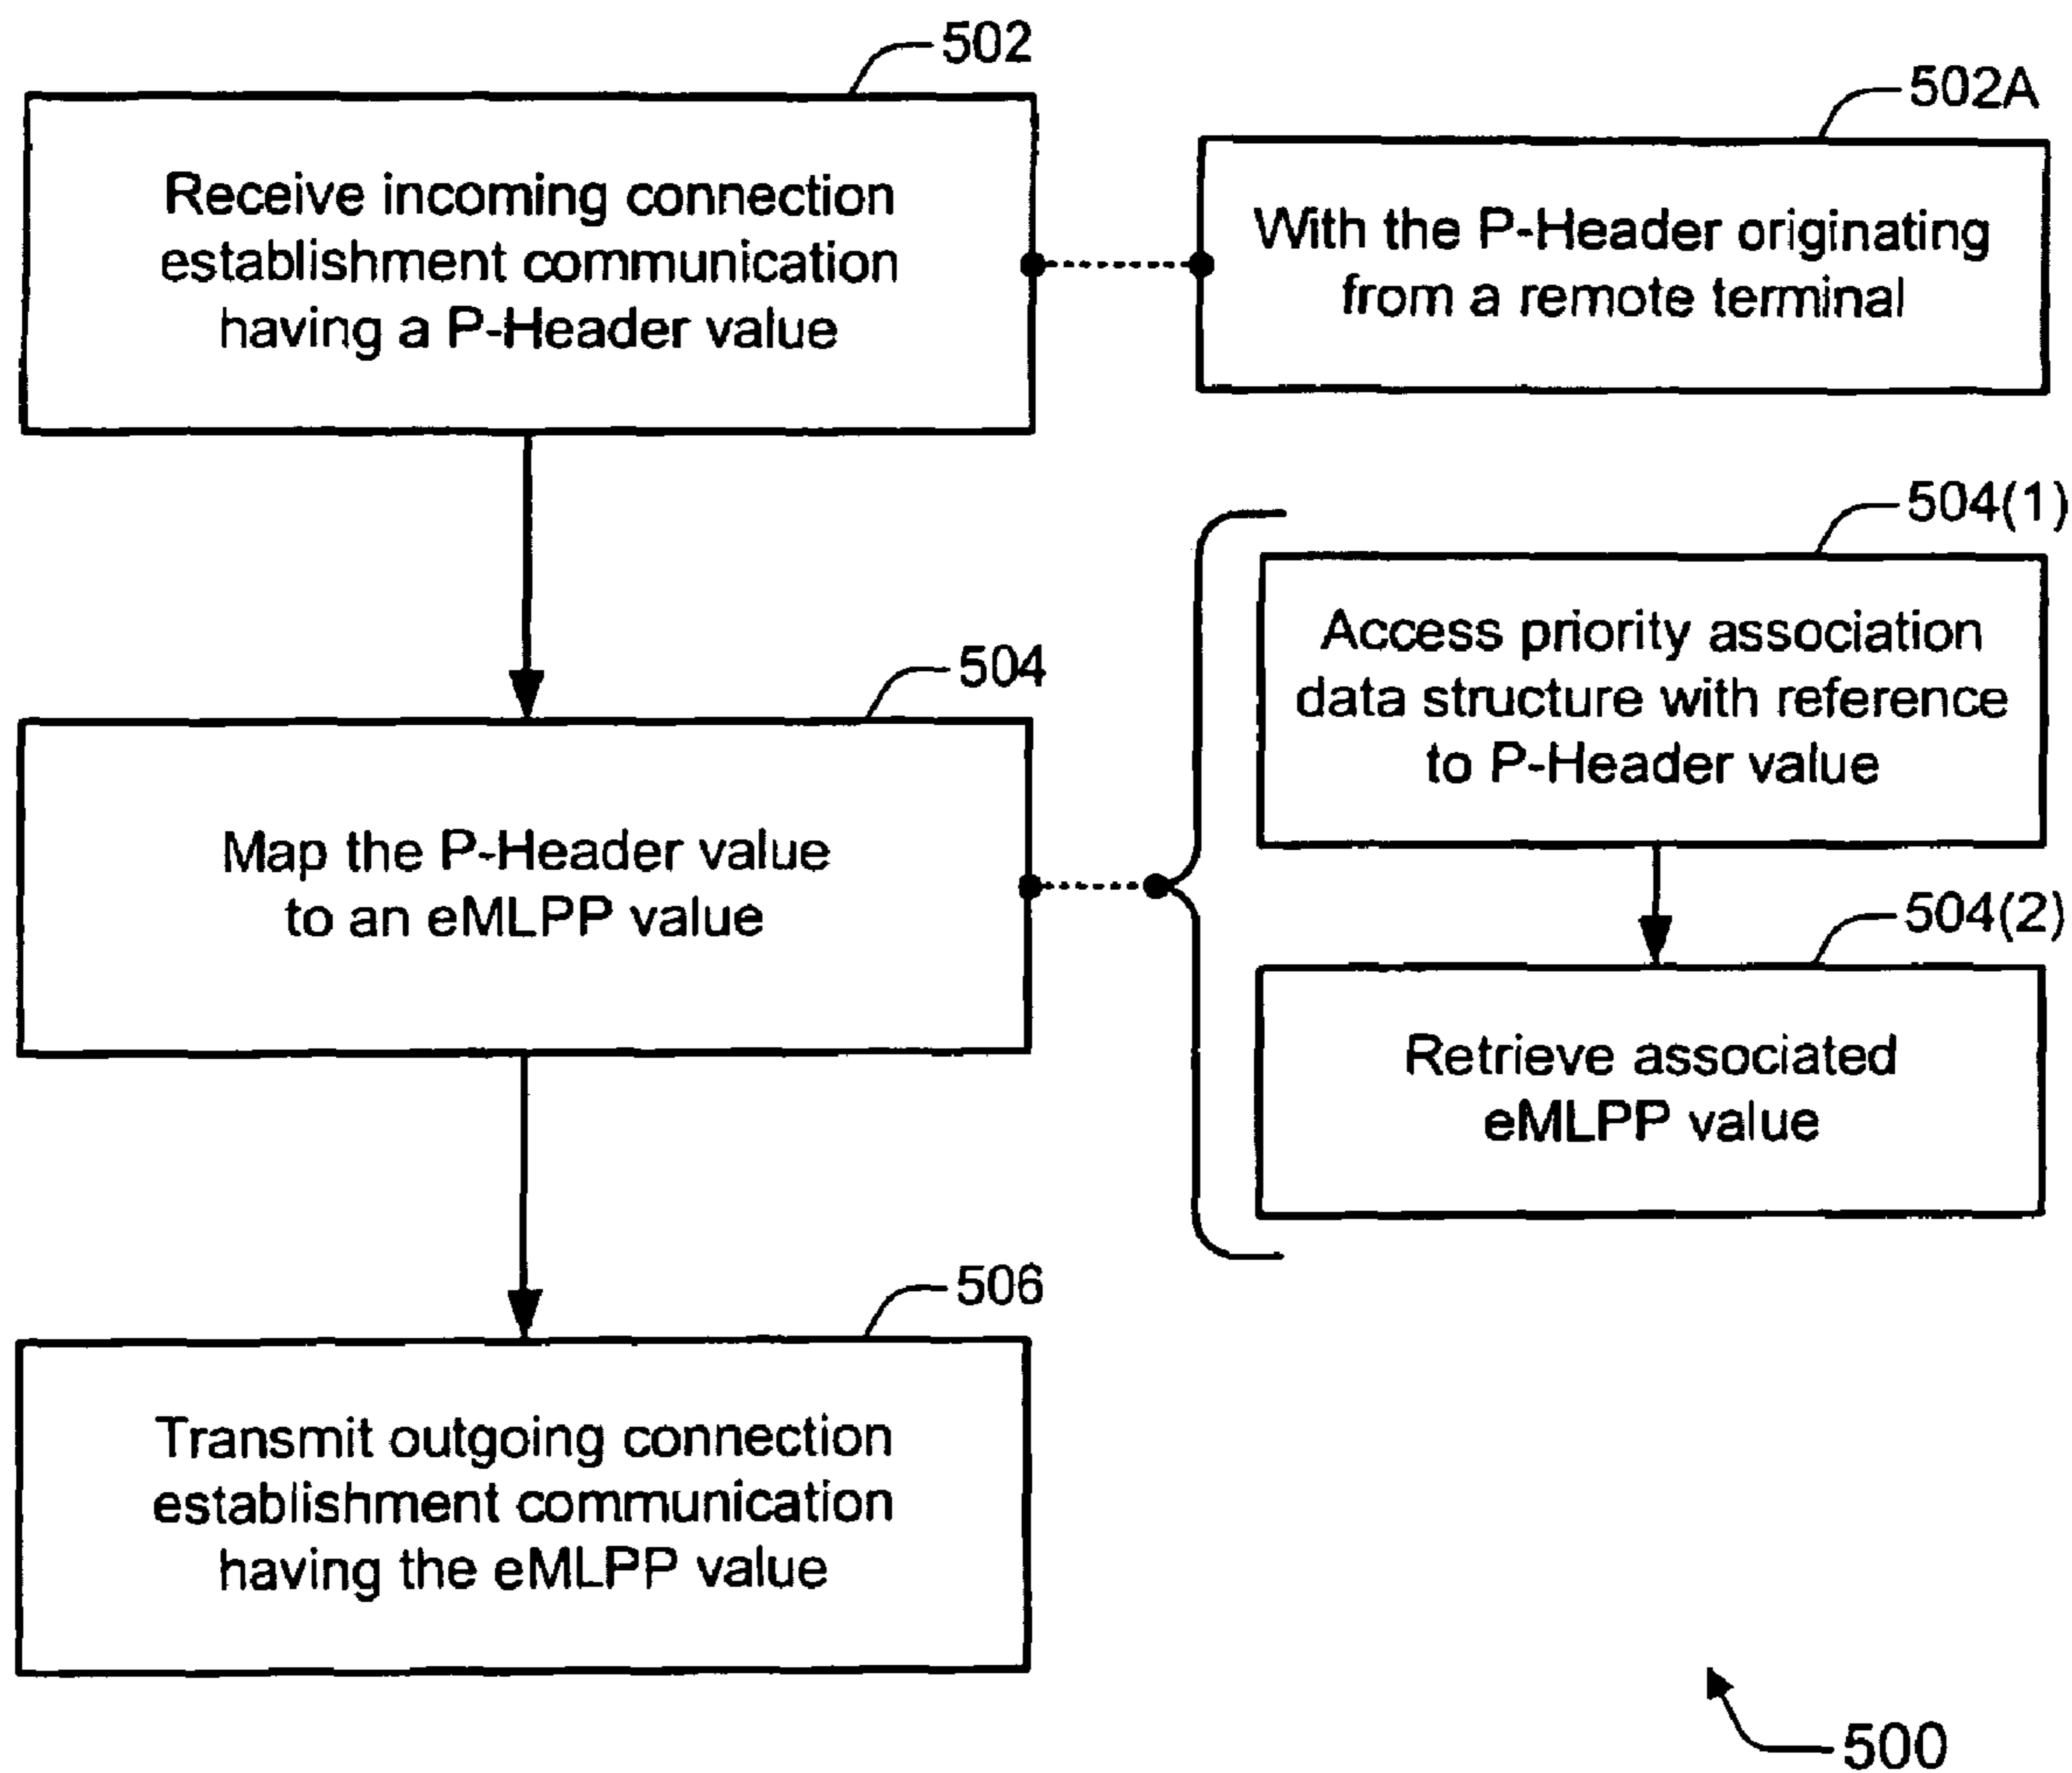 502
Receive incoming connection
establishment communication
having a P-Header value
502A
With the P-Header originating
from a remote terminal
504
Map the P-Header value
to an eMLPP value
504(1)
Access priority association
data structure with reference
to P-Header value
504(2)
Retrieve associated
eMLPP value
506
Transmit outgoing connection
establishment communication
having the eMLPP value
500